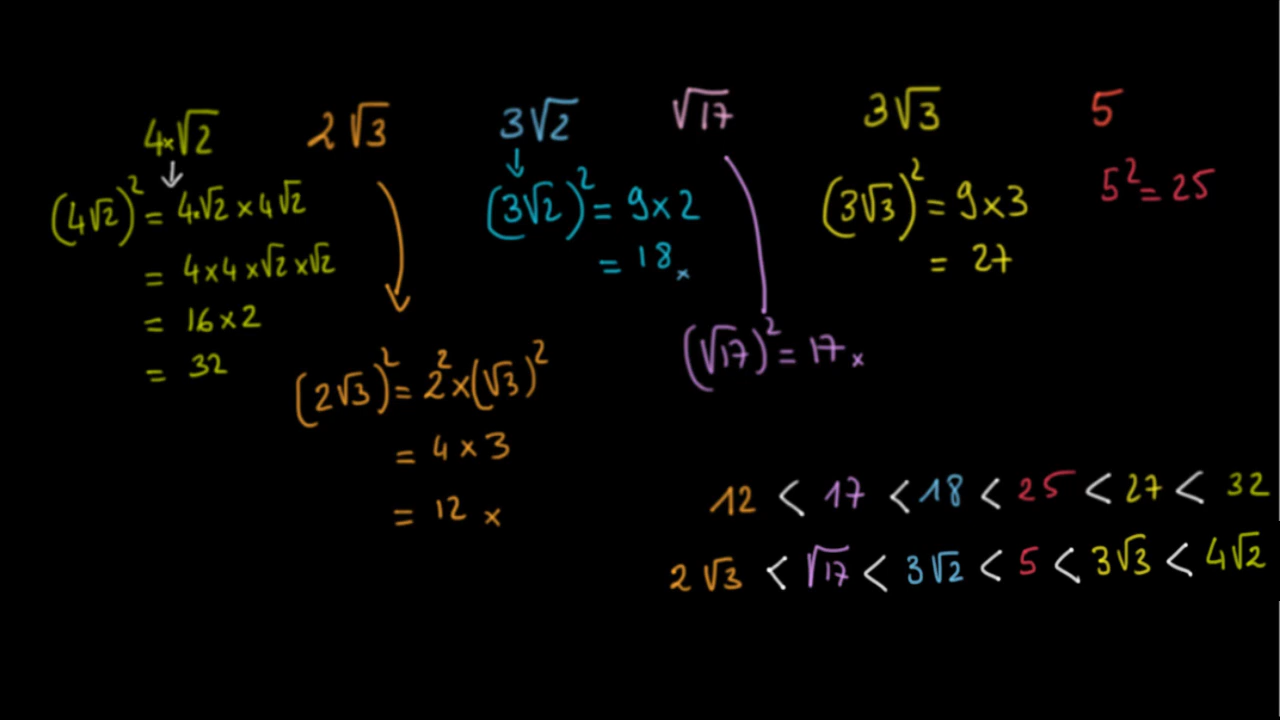 4×√2 2√3 3√2 √17 3√3 5
(4√2)² = 4.√2 × 4√2
= 4×4×√2×√2
= 16×2
= 32
(2√3)² = 2²×(√3)²
= 4×3
= 12 ×
(3√2)² = 9×2
= 18 ×
(√17)² = 17 ×
(3√3)² = 9×3
= 27
5² = 25
12 < 17 < 18 < 25 < 27 < 32
2√3 < √17 < 3√2 < 5 < 3√3 < 4√2